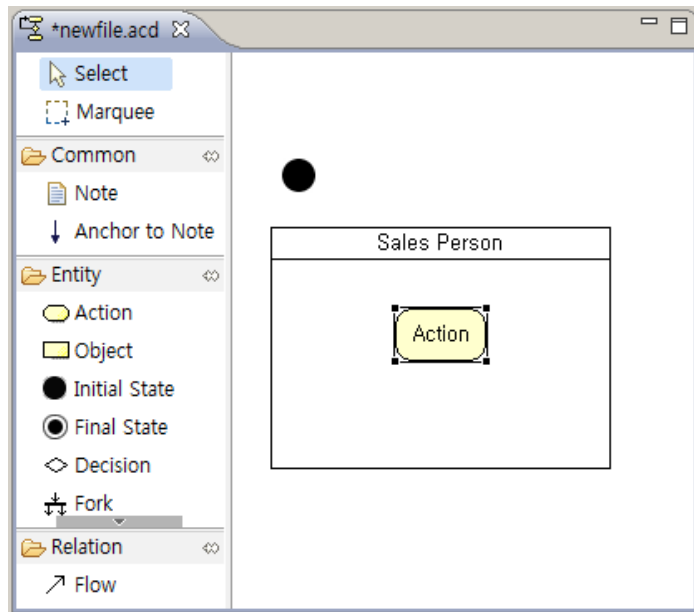 *newfile.acd
Select
Marquee
Common
Note
Anchor to Note
Entity
Action
Object
Initial State
Final State
Decision
Fork
Relation
Flow
Sales Person
Action